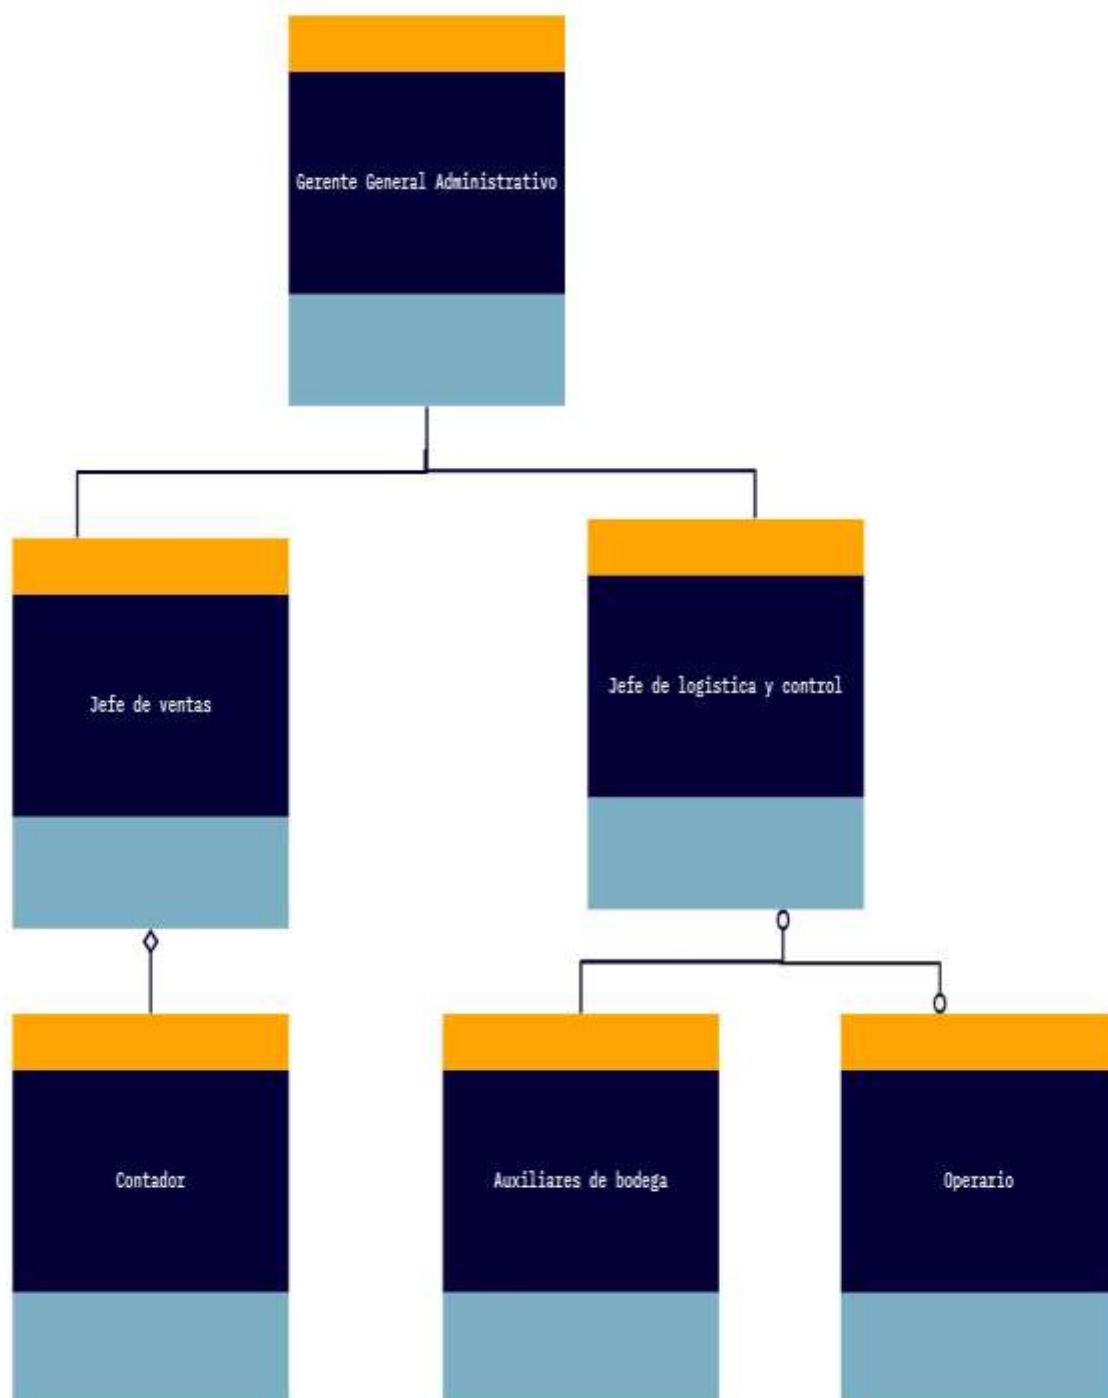 Gerente General Administrativo
Jefe de ventas
Jefe de logistica y control
Contador
Auxiliares de bodega
Operario